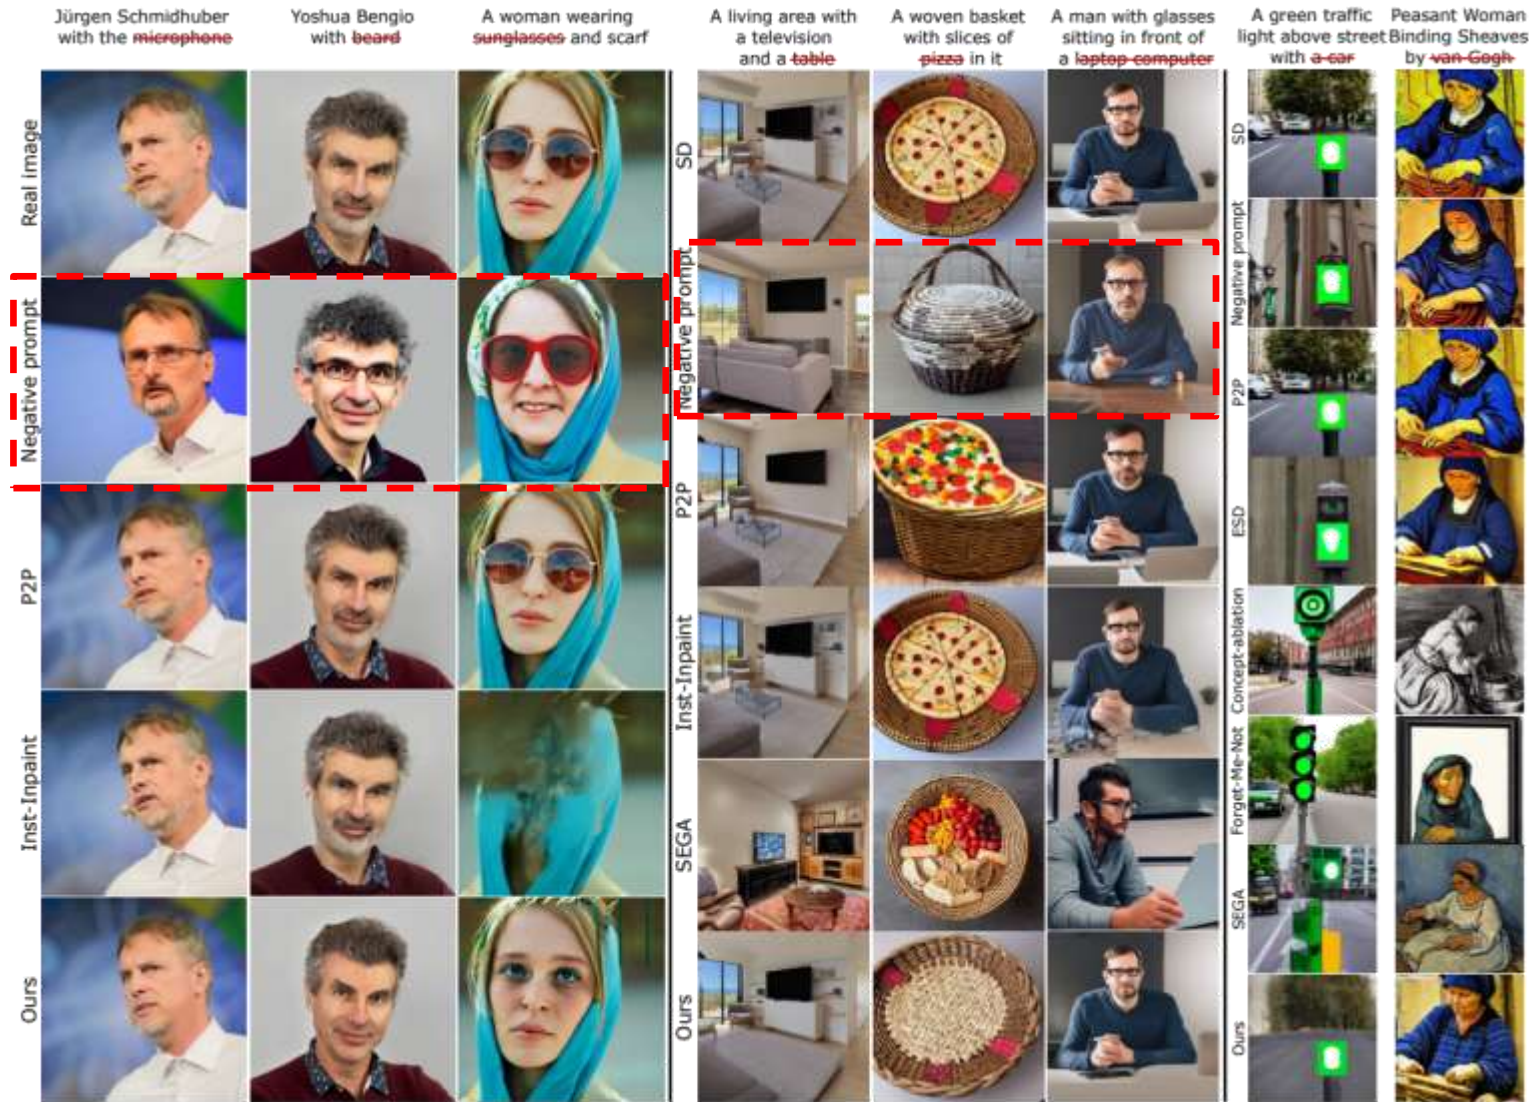 Jürgen Schmidhuber
with the microphone
Yoshua Bengio
with beard
A woman wearing
sunglasses and scarf
A living area with
a television
and a table
A woven basket
with slices of
pizza in it
A man with glasses
sitting in front of
a laptop computer
A green traffic
light above street
with a car
Peasant Woman
Binding Sheaves
by van Gogh
Real image
Negative prompt
P2P
Inst-Inpaint
Ours
SD
Negative prompt
P2P
Inst-Inpaint
SEGA
Ours
SD
Negative prompt
P2P
ESD
Concept-ablation
Forget-Me-Not
SEGA
Ours